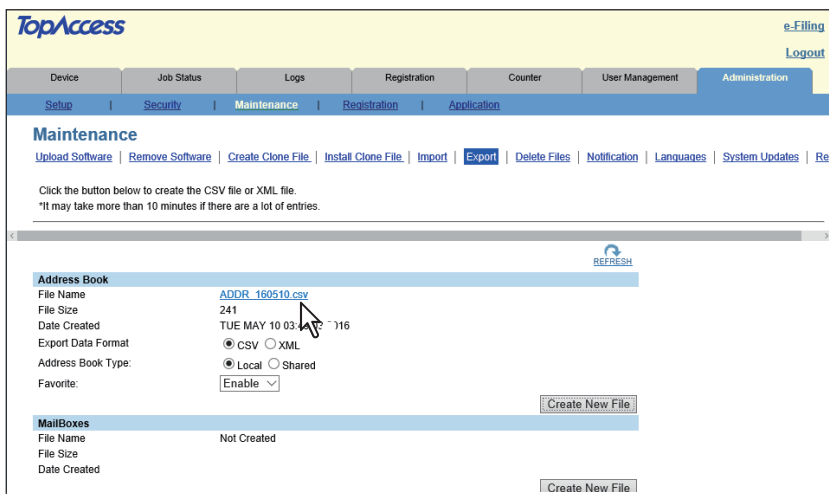 TopAccess
e-Filing
Logout
Device Job Status Logs Registration Counter User Management Administration
Setup | Security | Maintenance | Registration | Application
Maintenance
Upload Software | Remove Software | Create Clone File | Install Clone File | Import | Export | Delete Files | Notification | Languages | System Updates | Re
Click the button below to create the CSV file or XML file.
*It may take more than 10 minutes if there are a lot of entries.
REFRESH
Address Book
File Name ADDR_160510.csv
File Size 241
Date Created TUE MAY 10 03:
Export Data Format CSV XML
Address Book Type: Local Shared
Favorite: Enable
Create New File
MailBoxes
File Name Not Created
File Size
Date Created
Create New File